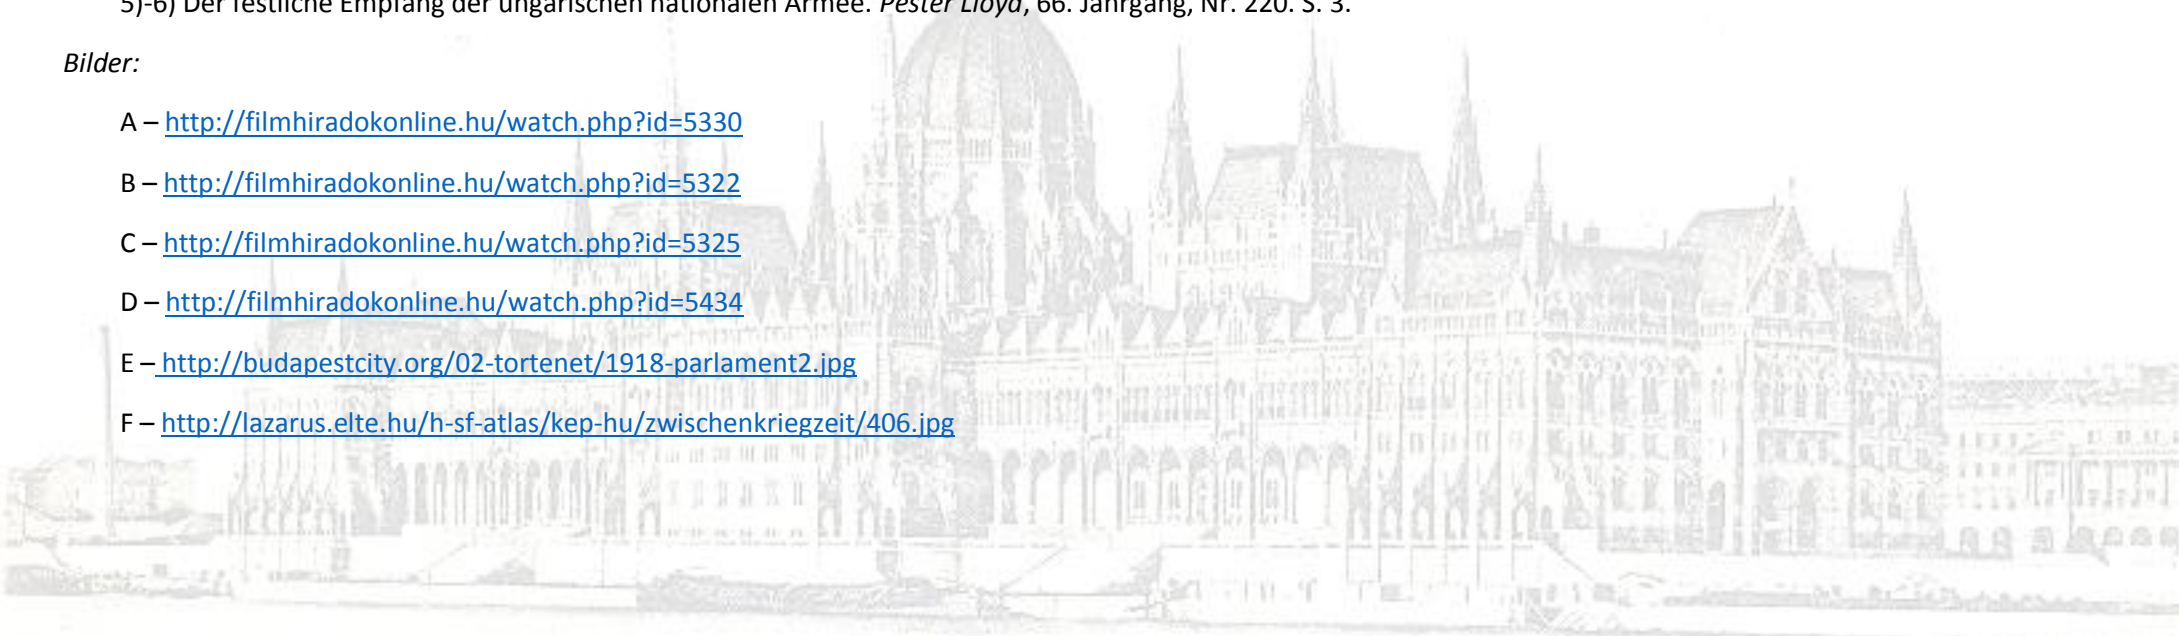 5)-6) Der festliche Empfang der ungarischen nationalen Armee. Pester Lloyd, 66. Jahrgang, Nr. 220. S. 3.
Bilder:
A – http://filmhiradokonline.hu/watch.php?id=5330
B – http://filmhiradokonline.hu/watch.php?id=5322
C – http://filmhiradokonline.hu/watch.php?id=5325
D – http://filmhiradokonline.hu/watch.php?id=5434
E – http://budapestcity.org/02-tortenet/1918-parlament2.jpg
F – http://lazarus.elte.hu/h-sf-atlas/kep-hu/zwischenkriegzeit/406.jpg